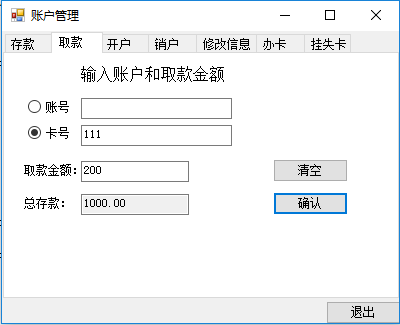 账户管理
存款 取款 开户 销户 修改信息 办卡 挂失卡
输入账户和取款金额
账号
卡号 111
取款金额: 200 清空
总存款: 1000.00 确认
退出